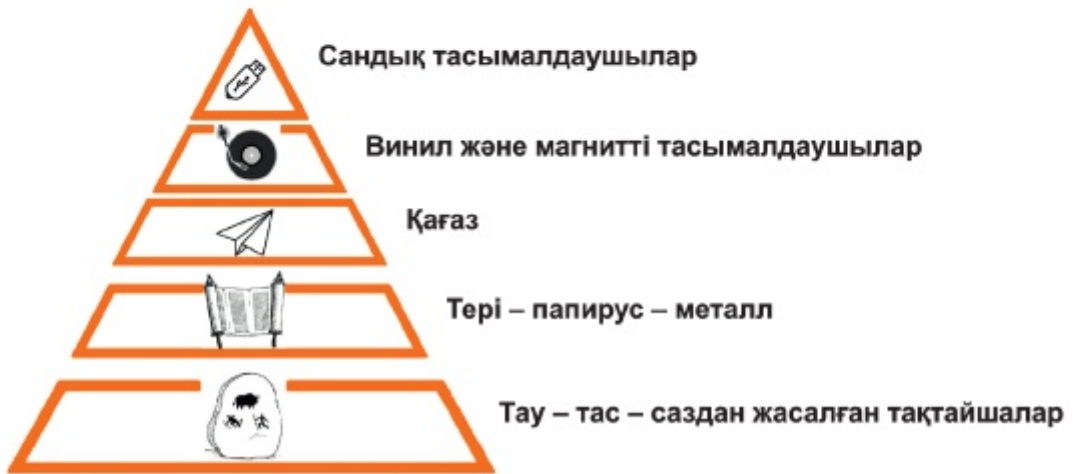 Сандық тасымалдаушылар
Винил және магнитті тасымалдаушылар
Қағаз
Тері – папирус – металл
Тау – тас – саздан жасалған тақтайшалар